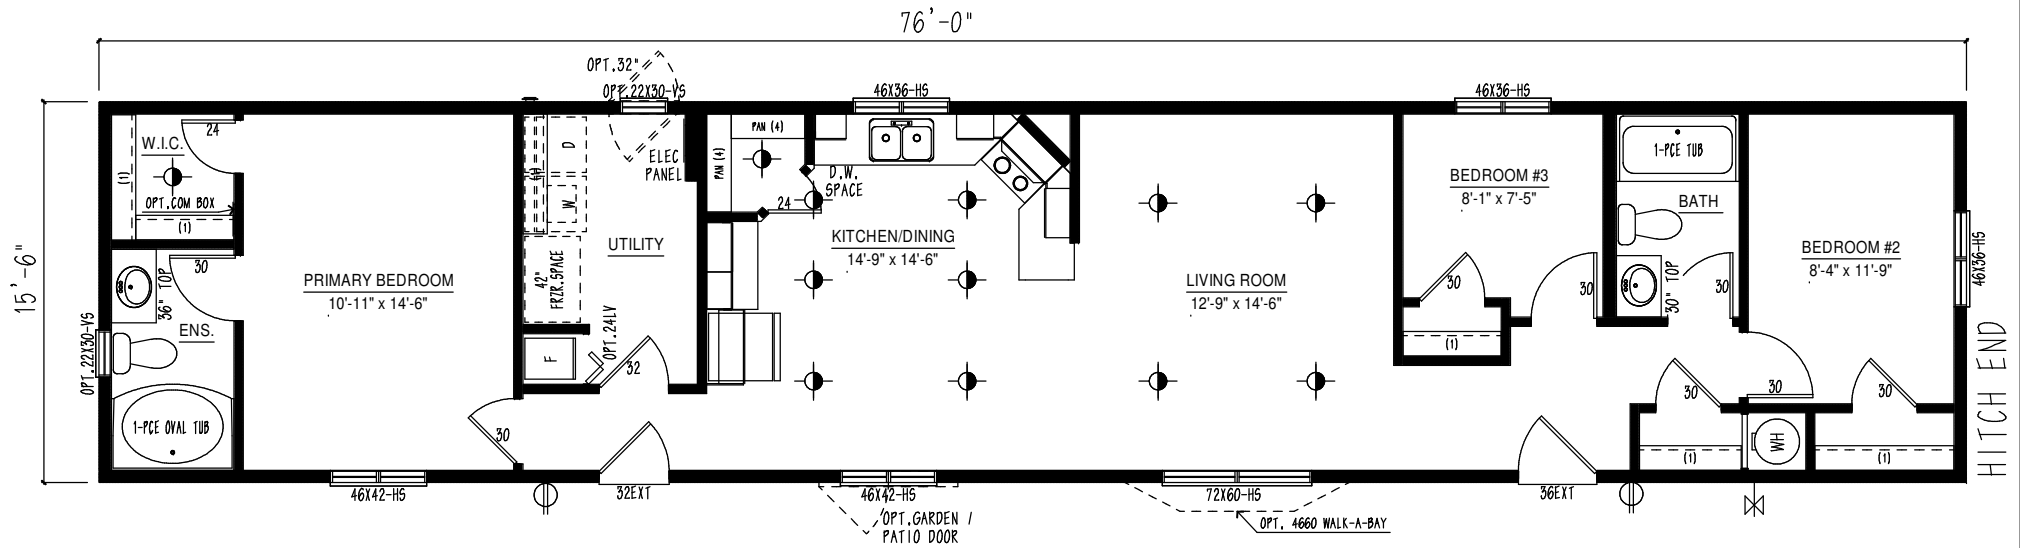 76'-0"
15'-6"
OPT.32"
OPT.22X30-VS
46X36-HS
46X36-HS
24
W.I.C.
(1)
OPT.COM BOX
(1)
30
36" TOP
ENS.
OPT.22X30-VS
1-PCE OVAL TUB
PRIMARY BEDROOM
10'-11" x 14'-6"
30
46X42-HS
D
W
(1)
ELEC
PANEL
UTILITY
42"
FRZR.SPACE
F
OPT.24LV
32
32EXT
PAN (4)
PAN (4)
24
D.W.
SPACE
KITCHEN/DINING
14'-9" x 14'-6"
46X42-HS
OPT.GARDEN /
PATIO DOOR
LIVING ROOM
12'-9" x 14'-6"
72X60-HS
OPT. 4660 WALK-A-BAY
BEDROOM #3
8'-1" x 7'-5"
30
30
(1)
36EXT
1-PCE TUB
BATH
30" TOP
30
30
30
(1)
WH
BEDROOM #2
8'-4" x 11'-9"
30
(1)
46X36-HS
HITCH END